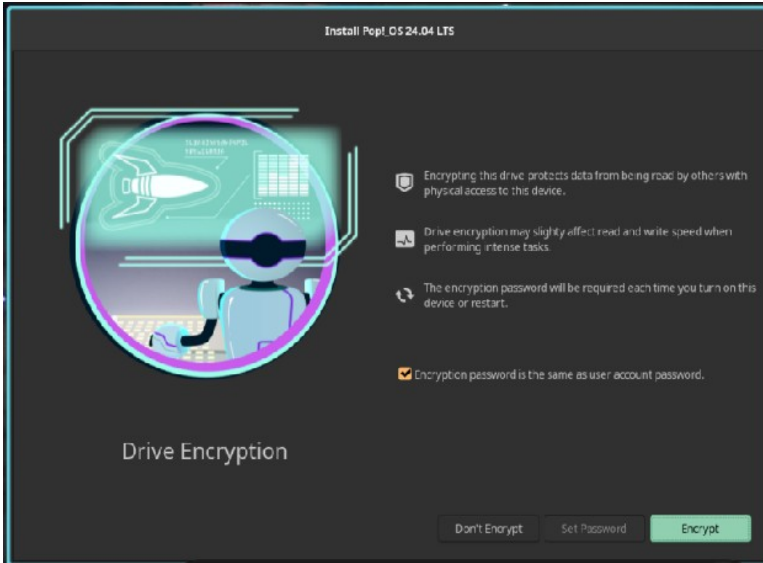 Install Pop!_OS 24.04 LTS
Encrypting this drive protects data from being read by others with
physical access to this device.
Drive encryption may slighty affect read and write speed when
performing intense tasks.
The encryption password will be required each time you turn on this
device or restart.
Encryption password is the same as user account password.
Drive Encryption
Don't Encrypt
Set Password
Encrypt